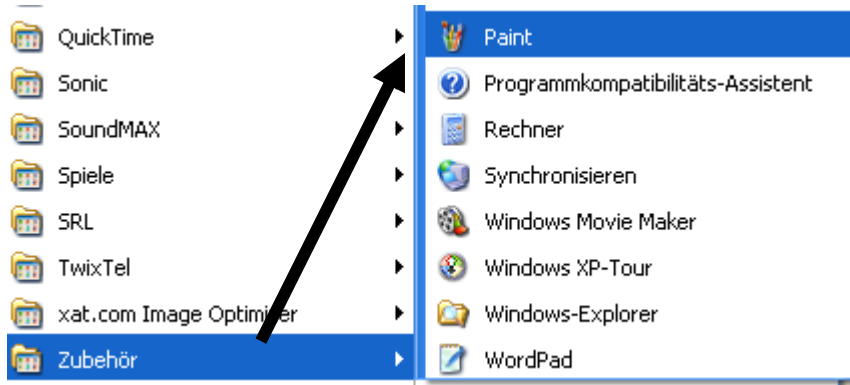 QuickTime
Sonic
SoundMAX
Spiele
SRL
TwixTel
xat.com Image Optimizer
Zubehör
Paint
Programmkompatibilitäts-Assistent
Rechner
Synchronisieren
Windows Movie Maker
Windows XP-Tour
Windows-Explorer
WordPad